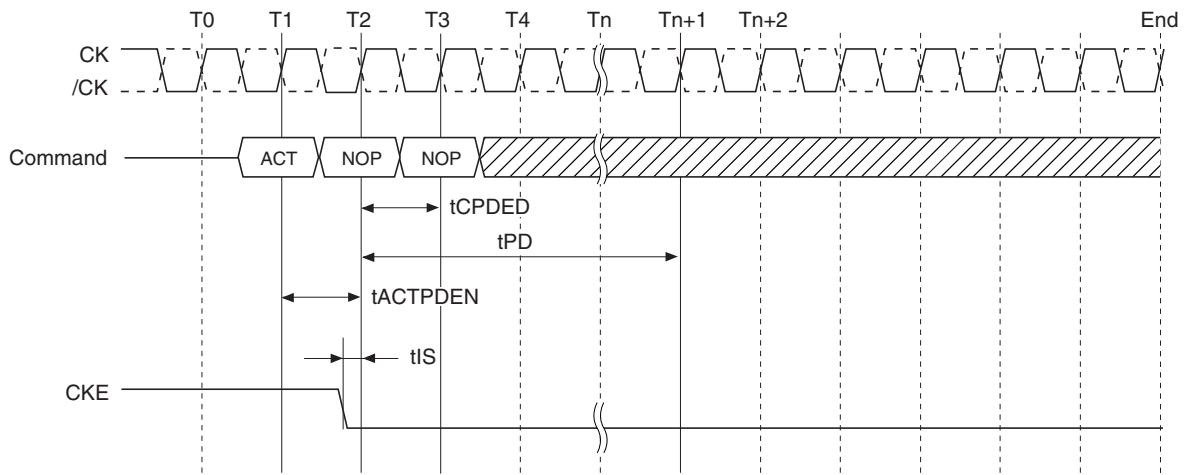 T0 T1 T2 T3 T4 Tn Tn+1 Tn+2 End
CK
/CK
Command ACT NOP NOP
tCPDED
tPD
tACTPDEN
tIS
CKE